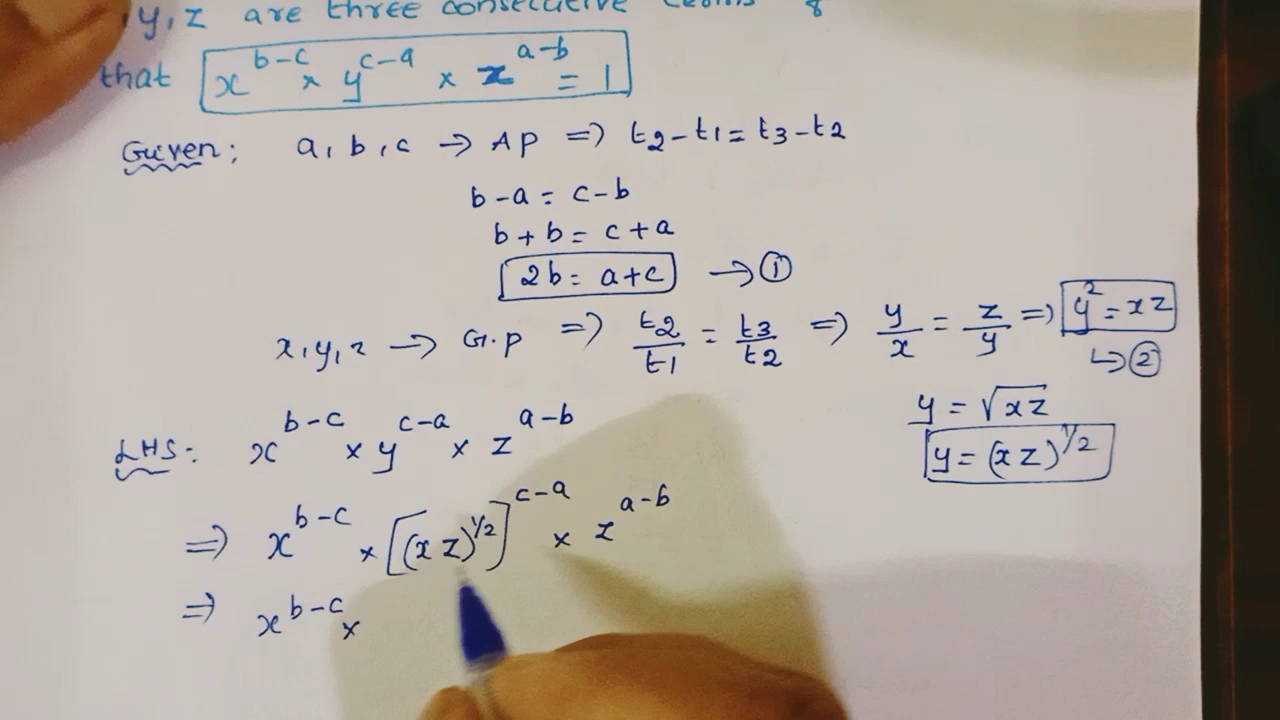 y, z are three consecutive
that x^(b-c) × y^(c-a) × z^(a-b) = 1
Given: a, b, c → AP ⇒ t2 - t1 = t3 - t2
b - a = c - b
b + b = c + a
2b = a + c → ①
x, y, z → G.P ⇒ t2/t1 = t3/t2 ⇒ y/x = z/y ⇒ y² = xz
↳ ②
y = √xz
y = (xz)^(1/2)
LHS: x^(b-c) × y^(c-a) × z^(a-b)
⇒ x^(b-c) × [(xz)^(1/2)]^(c-a) × z^(a-b)
⇒ x^(b-c) ×